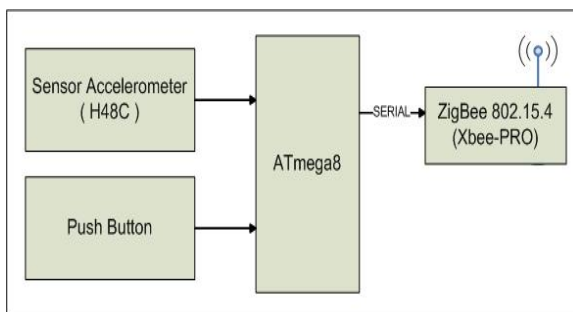 Sensor Accelerometer
( H48C )
Push Button
ATmega8
SERIAL
ZigBee 802.15.4
(Xbee-PRO)